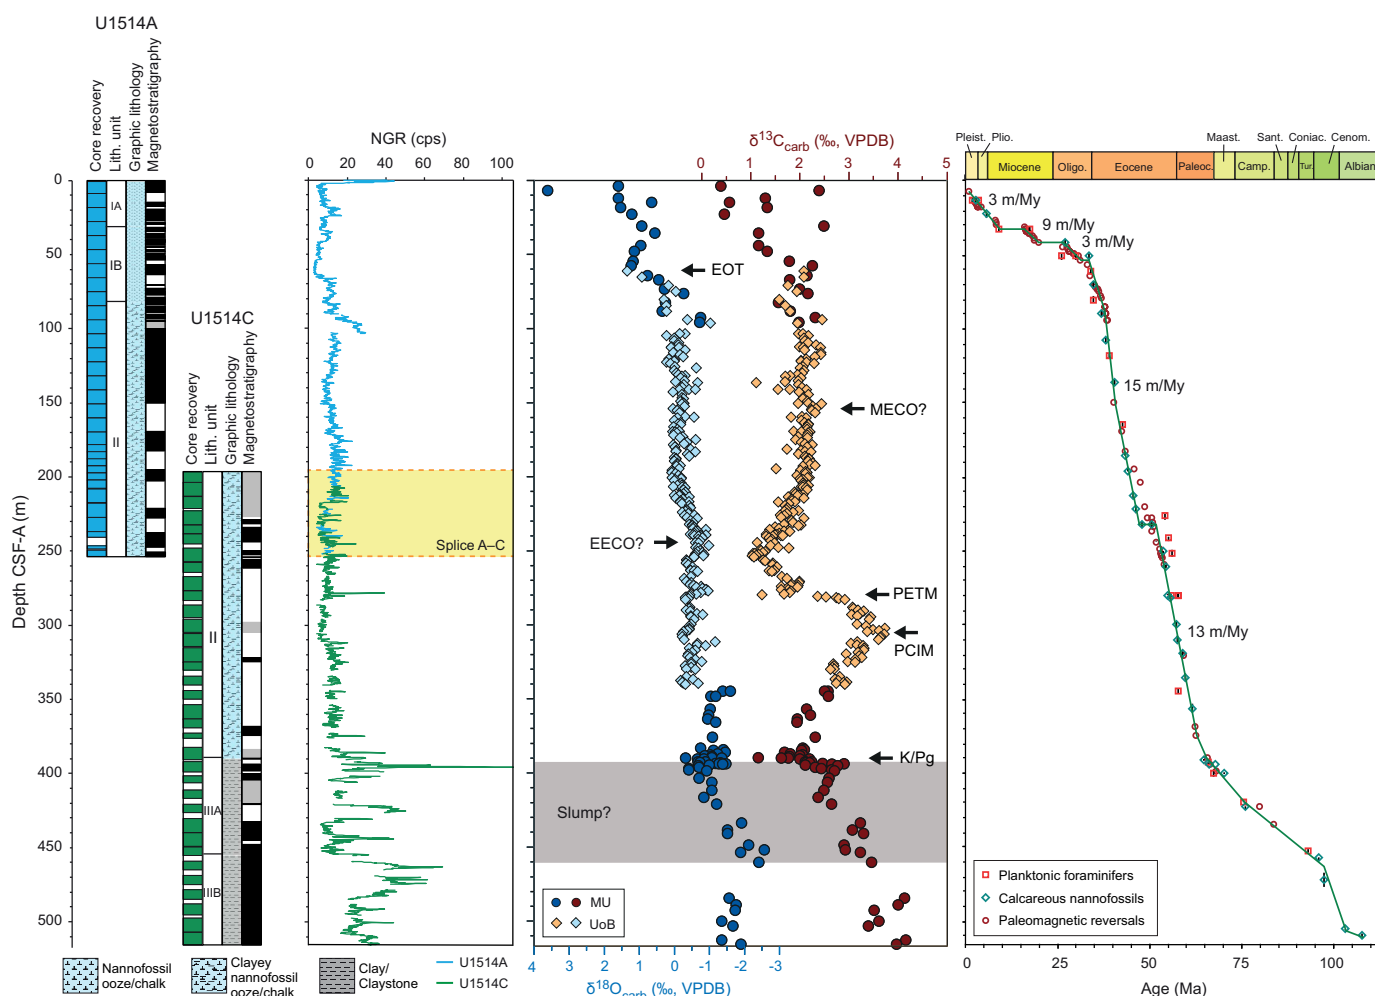 U1514A
Core recovery
Lith. unit
Graphic lithology
Magnetostratigraphy
IA
IB
II
U1514C
Core recovery
Lith. unit
Graphic lithology
Magnetostratigraphy
II
IIIA
IIIB
Depth CSF-A (m)
0
50
100
150
200
250
300
350
400
450
500
NGR (cps)
0 20 40 60 80 100
Splice A–C
U1514A
U1514C
δ13Ccarb (‰, VPDB)
0 1 2 3 4 5
EOT
MECO?
EECO?
PETM
PCIM
K/Pg
Slump?
MU
UoB
4 3 2 1 0 -1 -2 -3
δ18Ocarb (‰, VPDB)
Pleist. Plio. Maast. Sant. Coniac. Cenom.
Miocene Oligo. Eocene Paleoc. Camp. Tur. Albian
3 m/My
9 m/My
3 m/My
15 m/My
13 m/My
Planktonic foraminifers
Calcareous nannofossils
Paleomagnetic reversals
0 25 50 75 100
Age (Ma)
Nannofossil
ooze/chalk
Clayey
nannofossil
ooze/chalk
Clay/
Claystone